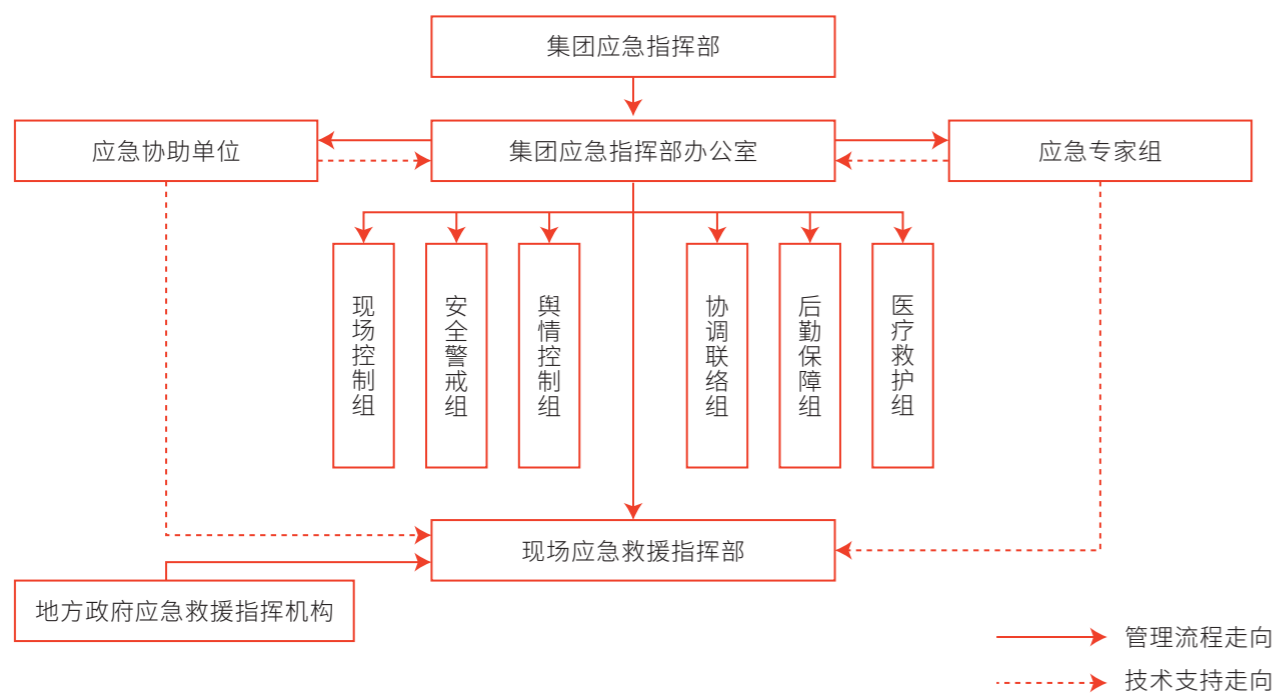 集团应急指挥部
应急协助单位
集团应急指挥部办公室
应急专家组
现场控制组
安全警戒组
舆情控制组
协调联络组
后勤保障组
医疗救护组
现场应急救援指挥部
地方政府应急救援指挥机构
管理流程走向
技术支持走向